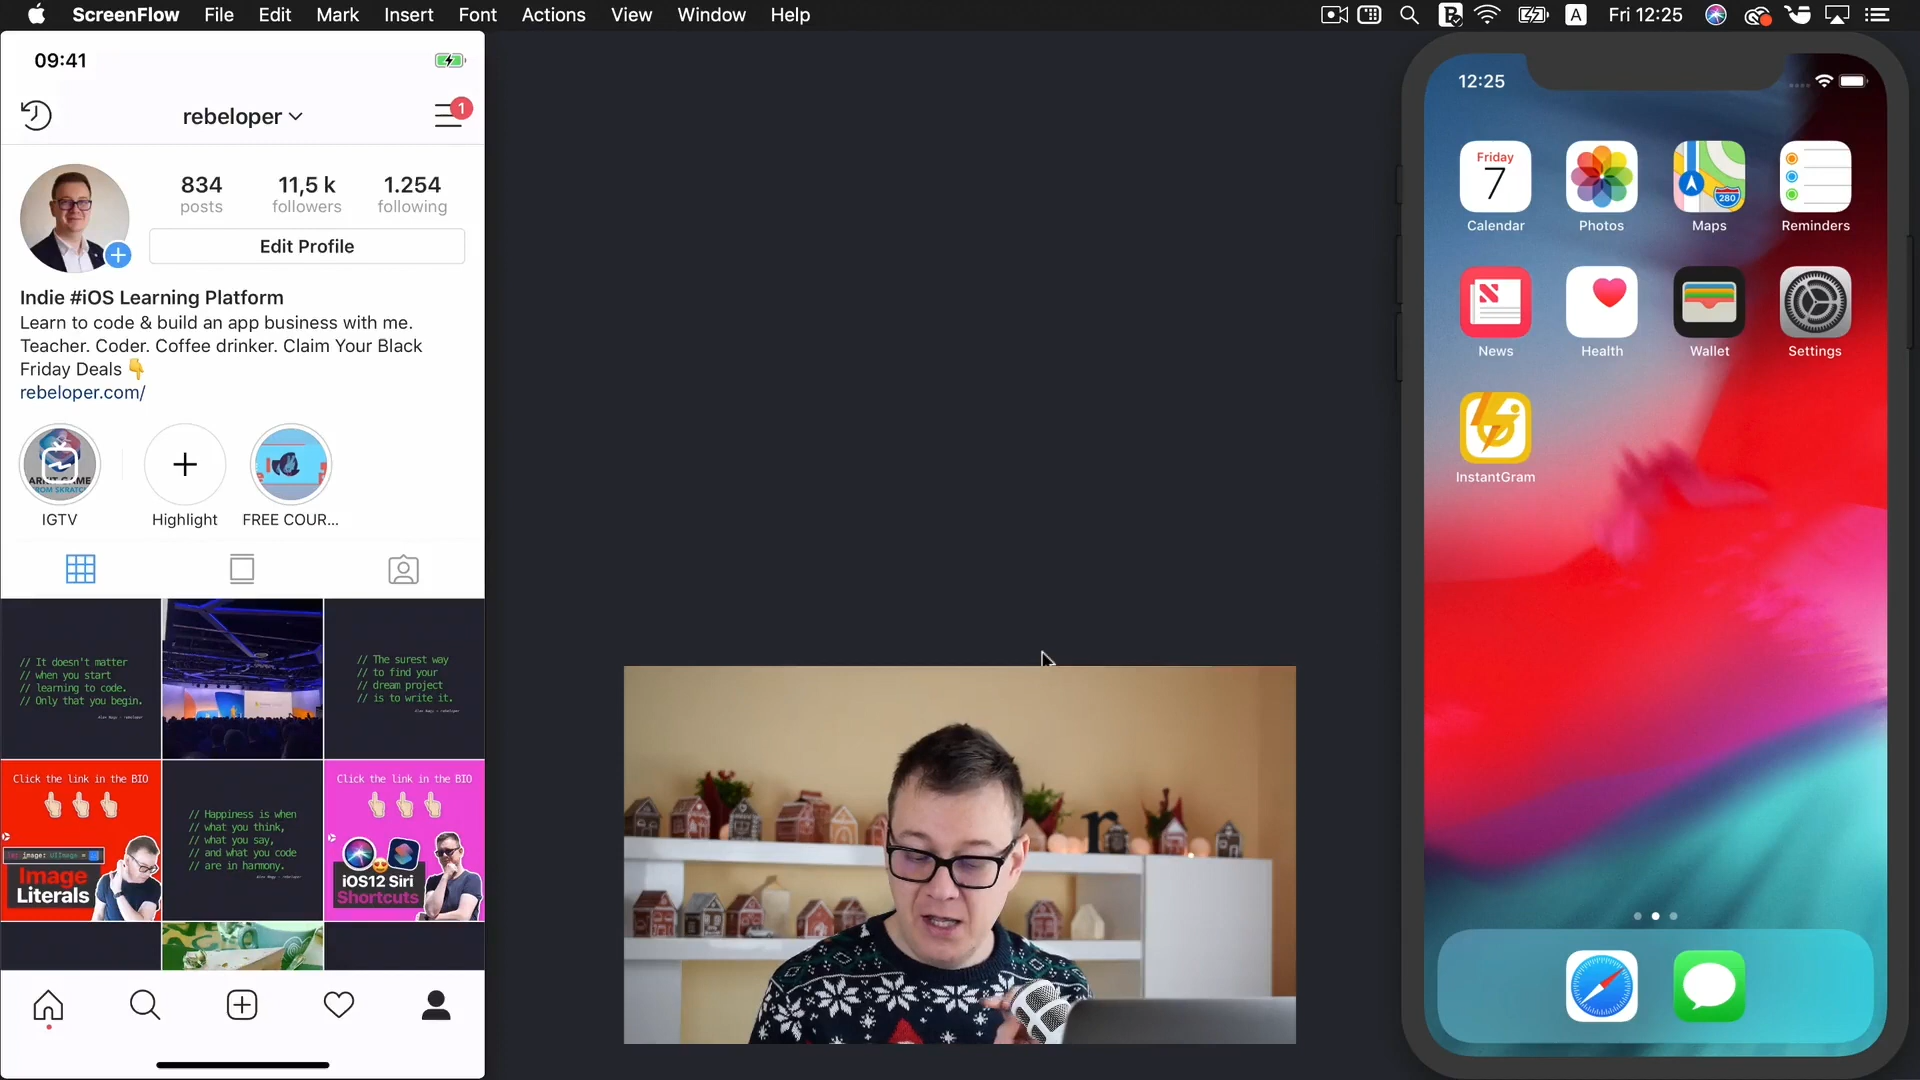 ScreenFlow File Edit Mark Insert Font Actions View Window Help
A Fri 12:25
09:41
rebeloper
1
834 posts
11,5 k followers
1.254 following
Edit Profile
Indie #iOS Learning Platform
Learn to code & build an app business with me.
Teacher. Coder. Coffee drinker. Claim Your Black
Friday Deals 👇
rebeloper.com/
IGTV
Highlight
FREE COUR...
// It doesn't matter
// when you start
// learning to code.
// Only that you begin.
// The surest way
// to find your
// dream project
// is to write it.
Click the link in the BIO
Image
Literals
// Happiness is when
// what you think,
// what you say,
// and what you code
// are in harmony.
Click the link in the BIO
iOS12 Siri
Shortcuts
12:25
Friday
7
Calendar
Photos
280
Maps
Reminders
News
Health
Wallet
Settings
InstantGram